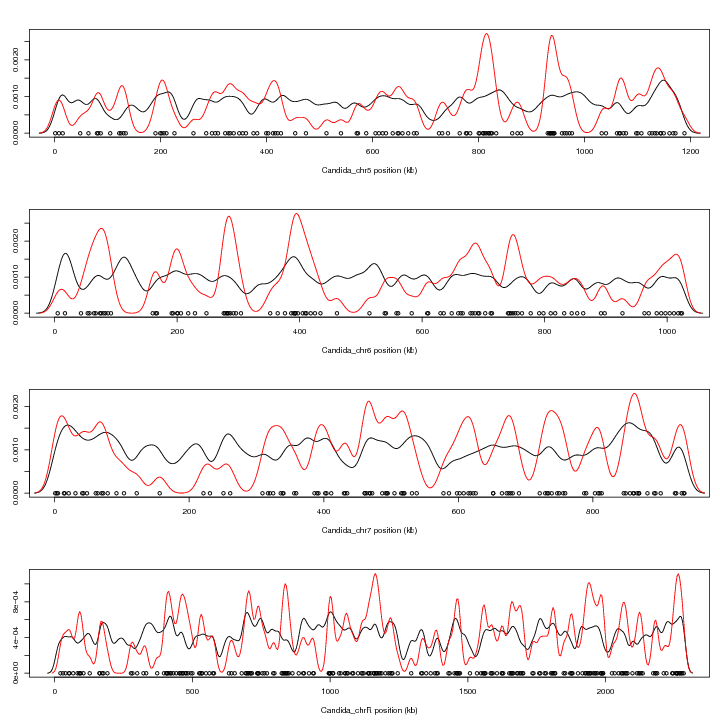 0.0000 0.0010 0.0020
0 200 400 600 800 1000 1200
Candida_chr5 position (kb)
0.0000 0.0010 0.0020
0 200 400 600 800 1000
Candida_chr6 position (kb)
0.0000 0.0010 0.0020
0 200 400 600 800
Candida_chr7 position (kb)
0e+00 4e-04 8e-04
0 500 1000 1500 2000
Candida_chrR position (kb)